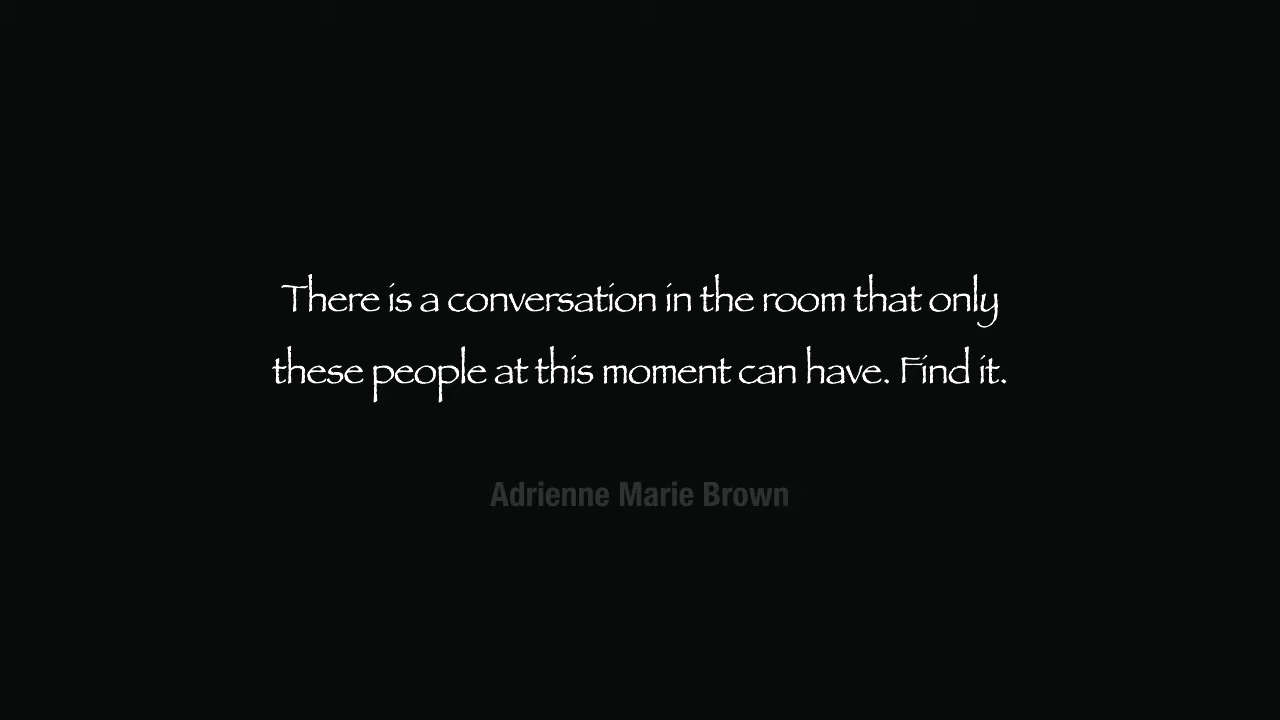 There is a conversation in the room that only
these people at this moment can have. Find it.
Adrienne Marie Brown